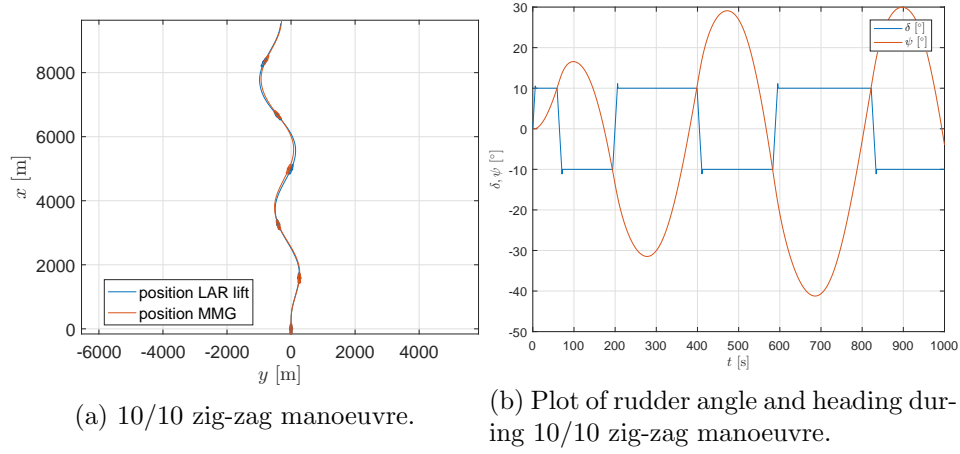 8000
6000
4000
2000
0
x [m]
position LAR lift
position MMG
-6000 -4000 -2000 0 2000 4000
y [m]
(a) 10/10 zig-zag manoeuvre.
30
20
10
0
-10
-20
-30
-40
-50
δ, ψ [°]
δ [°]
ψ [°]
0 100 200 300 400 500 600 700 800 900 1000
t [s]
(b) Plot of rudder angle and heading dur-
ing 10/10 zig-zag manoeuvre.